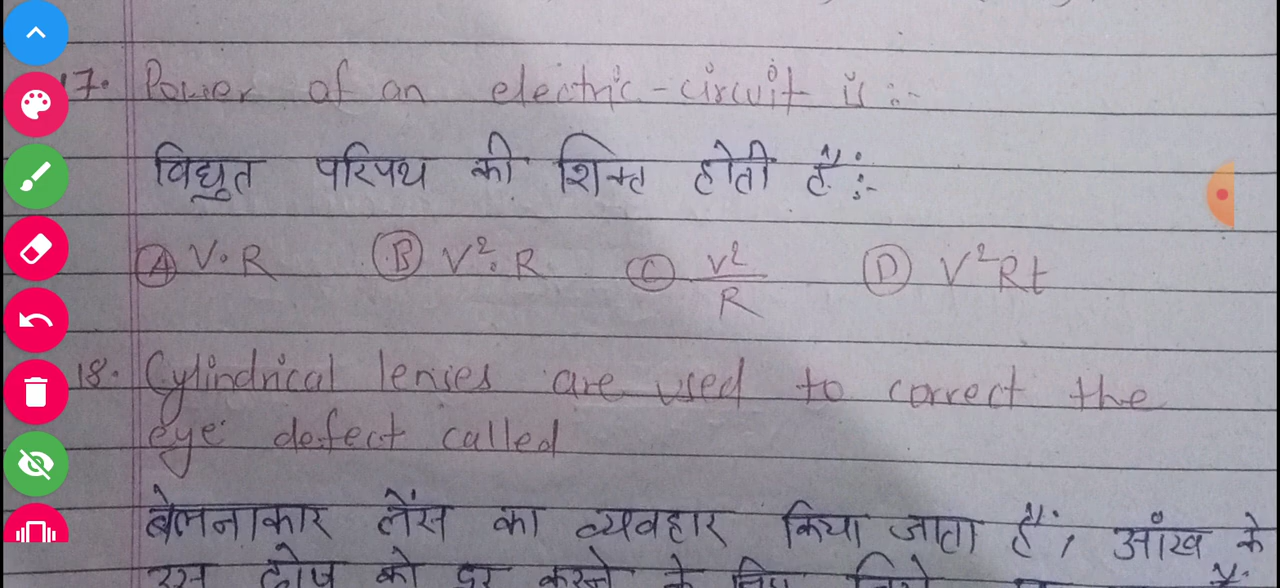 17. Power of an electric-circuit is :-
विद्युत परिपथ की शक्ति होती है :-
Ⓐ V.R Ⓑ V².R Ⓒ V²/R Ⓓ V²Rt
18. Cylindrical lenses are used to correct the
eye defect called
बेलनाकार लेंस का व्यवहार किया जाता है, आँख के
दोष को दूर करने के लिए